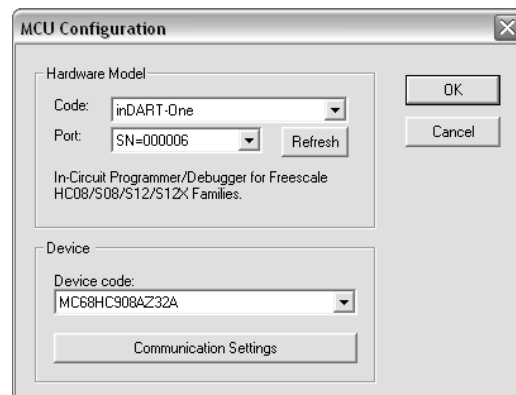 MCU Configuration
Hardware Model
Code: inDART-One
Port: SN=000006 Refresh
In-Circuit Programmer/Debugger for Freescale
HC08/S08/S12/S12X Families.
OK
Cancel
Device
Device code:
MC68HC908AZ32A
Communication Settings